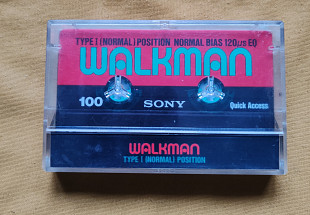 TYPE I (NORMAL) POSITION NORMAL BIAS 120μs EQ
WALKMAN
100 SONY Quick Access
WALKMAN
TYPE I (NORMAL) POSITION